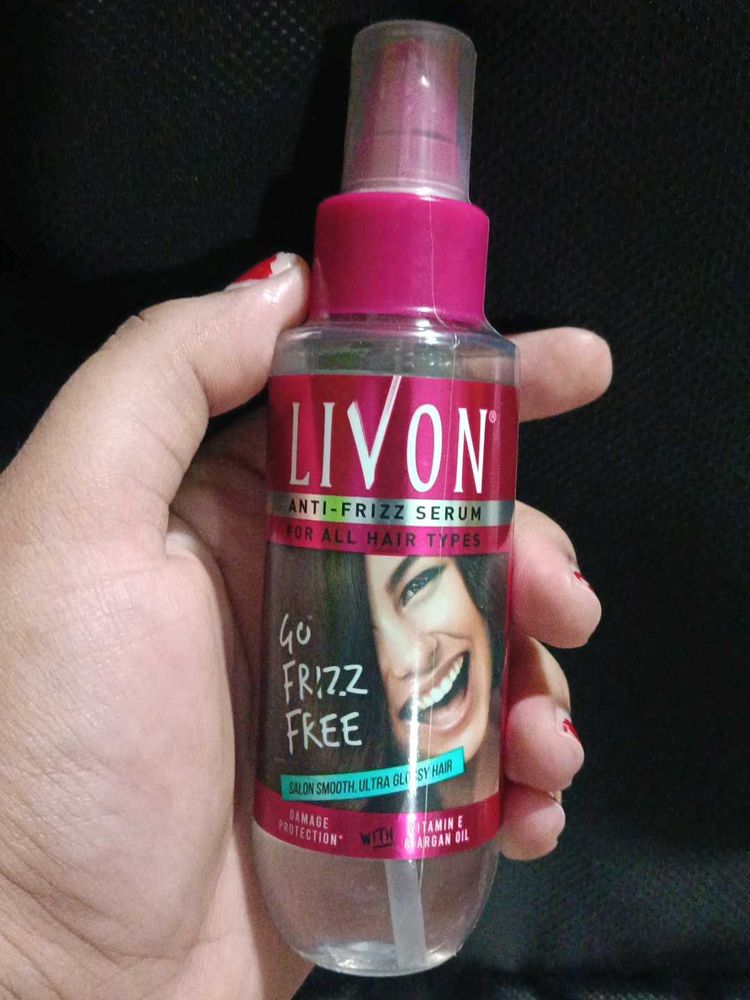 LIVON®
ANTI-FRIZZ SERUM
FOR ALL HAIR TYPES
GO
FRIZZ
FREE
SALON SMOOTH, ULTRA GLOSSY HAIR
DAMAGE
PROTECTION*
WITH
VITAMIN E
& ARGAN OIL